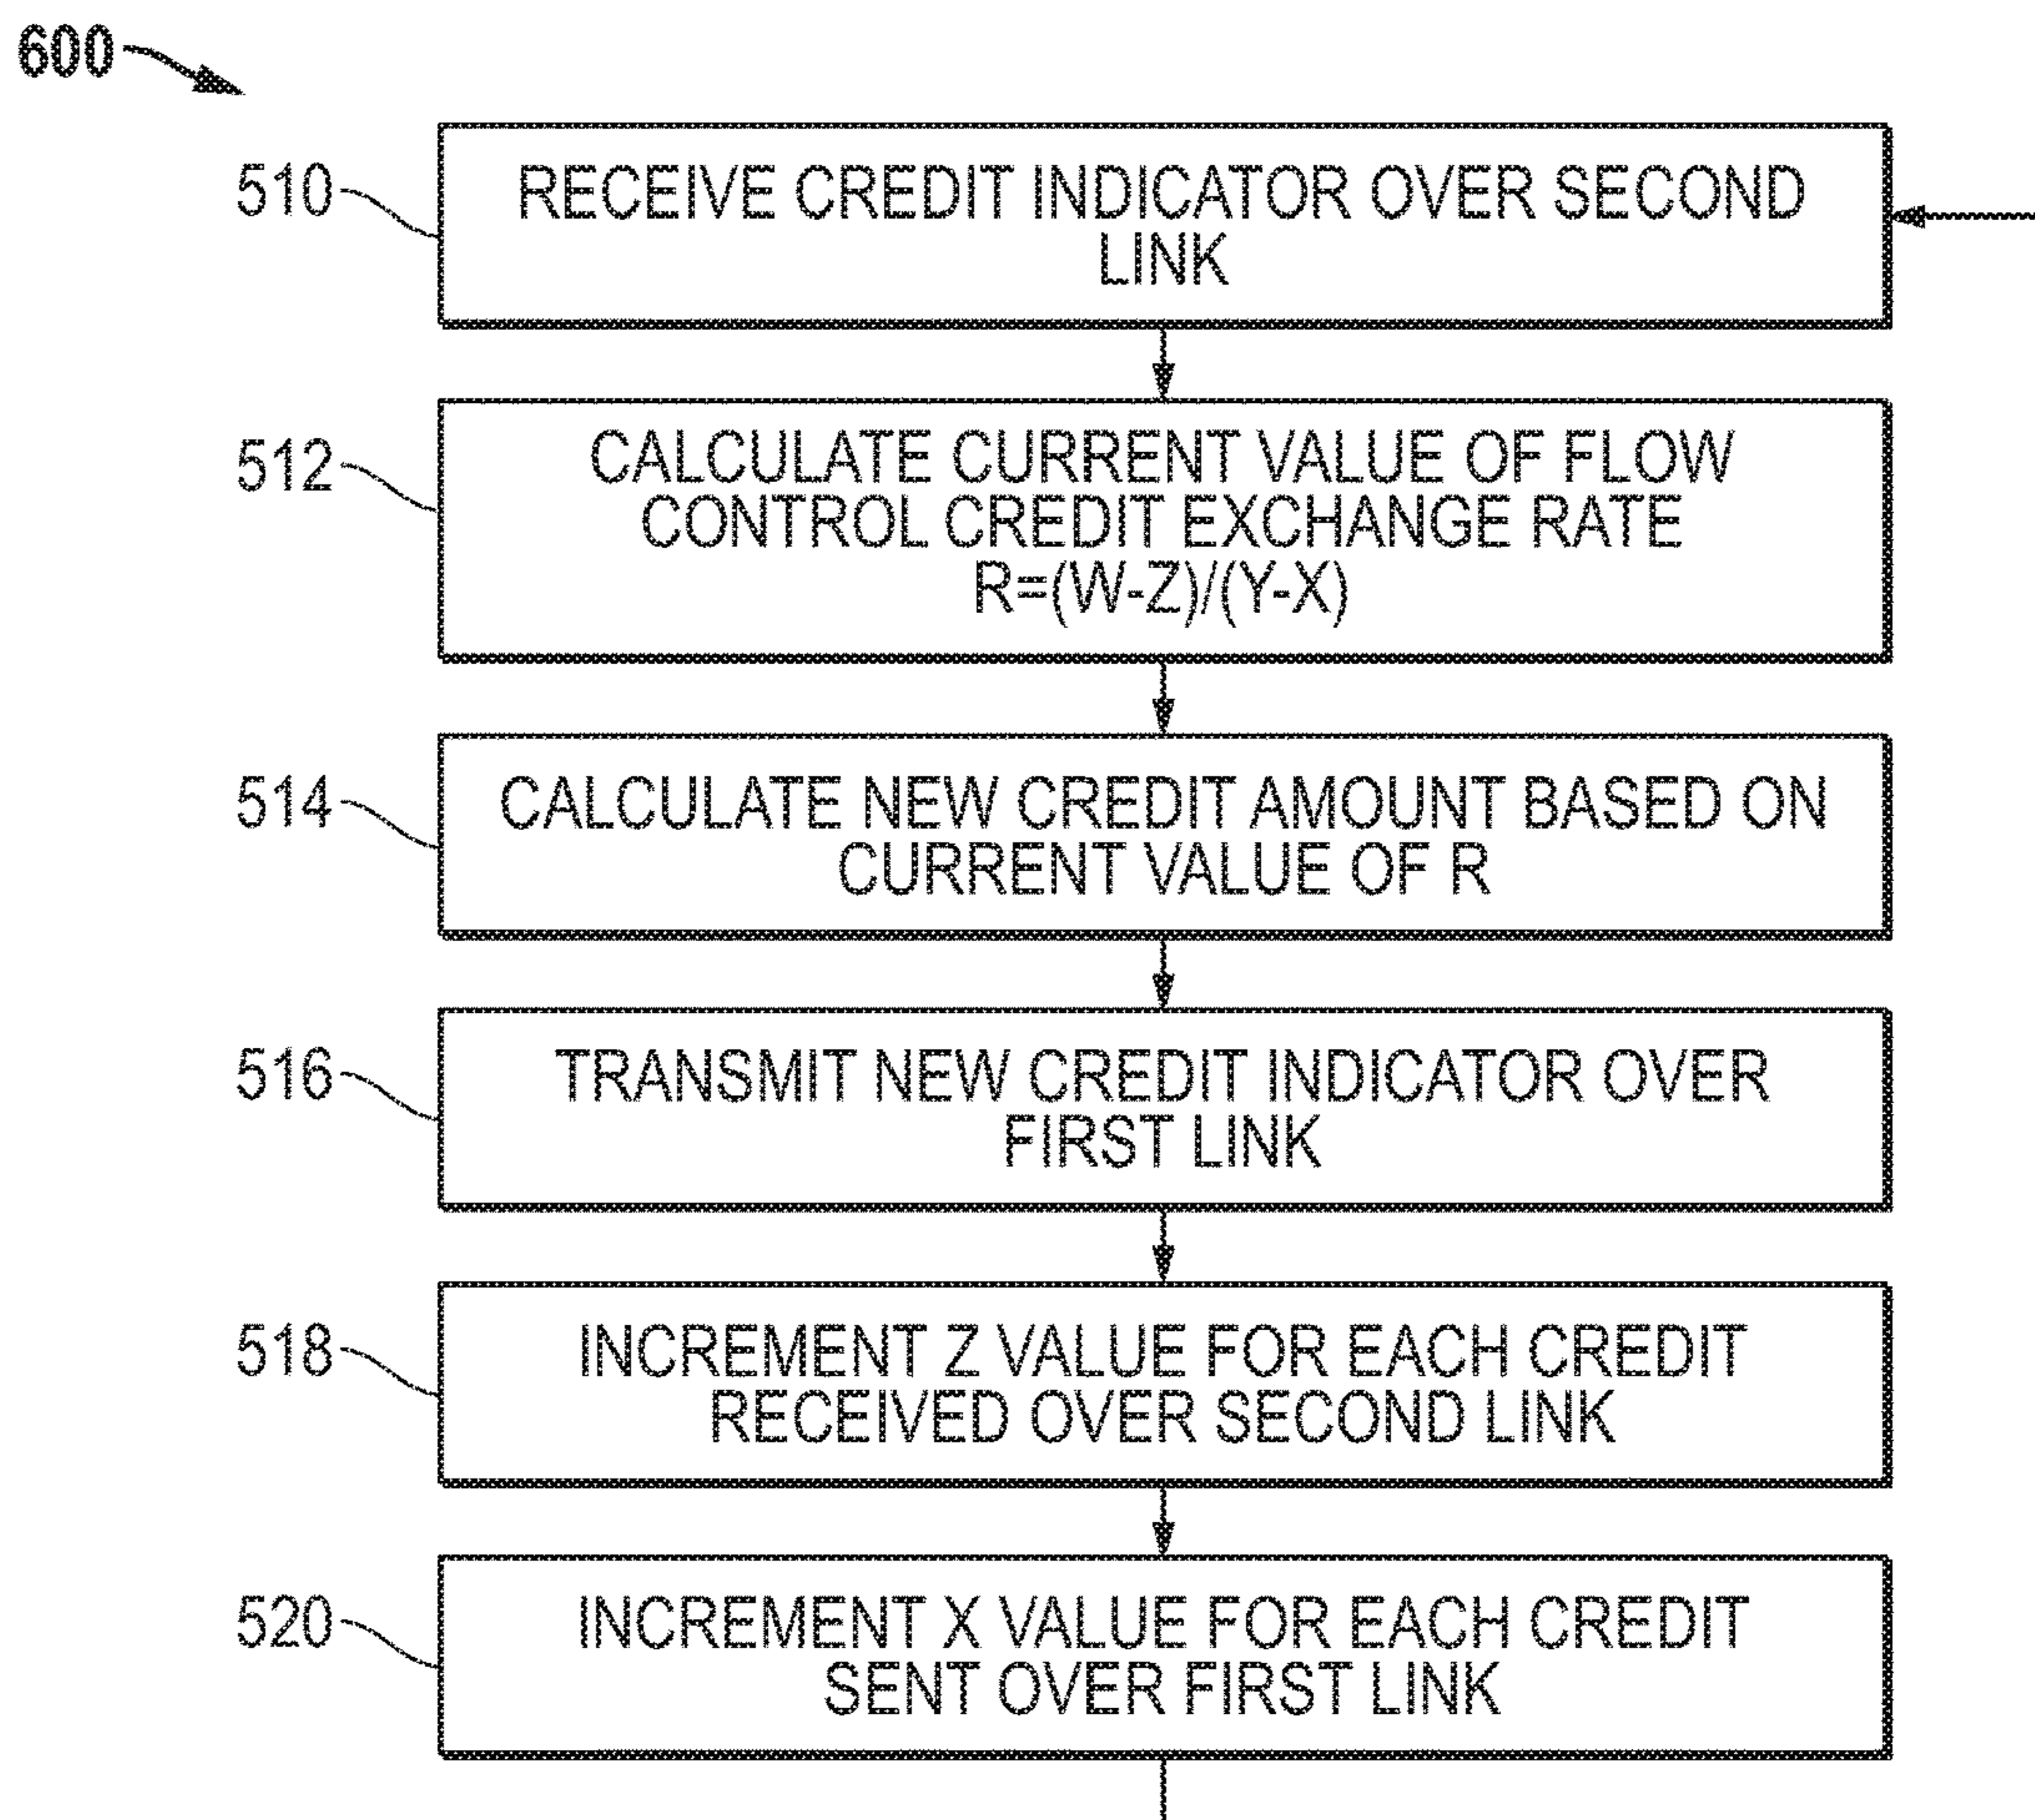 600
510
RECEIVE CREDIT INDICATOR OVER SECOND
LINK
512
CALCULATE CURRENT VALUE OF FLOW
CONTROL CREDIT EXCHANGE RATE
R=(W-Z)/(Y-X)
514
CALCULATE NEW CREDIT AMOUNT BASED ON
CURRENT VALUE OF R
516
TRANSMIT NEW CREDIT INDICATOR OVER
FIRST LINK
518
INCREMENT Z VALUE FOR EACH CREDIT
RECEIVED OVER SECOND LINK
520
INCREMENT X VALUE FOR EACH CREDIT
SENT OVER FIRST LINK